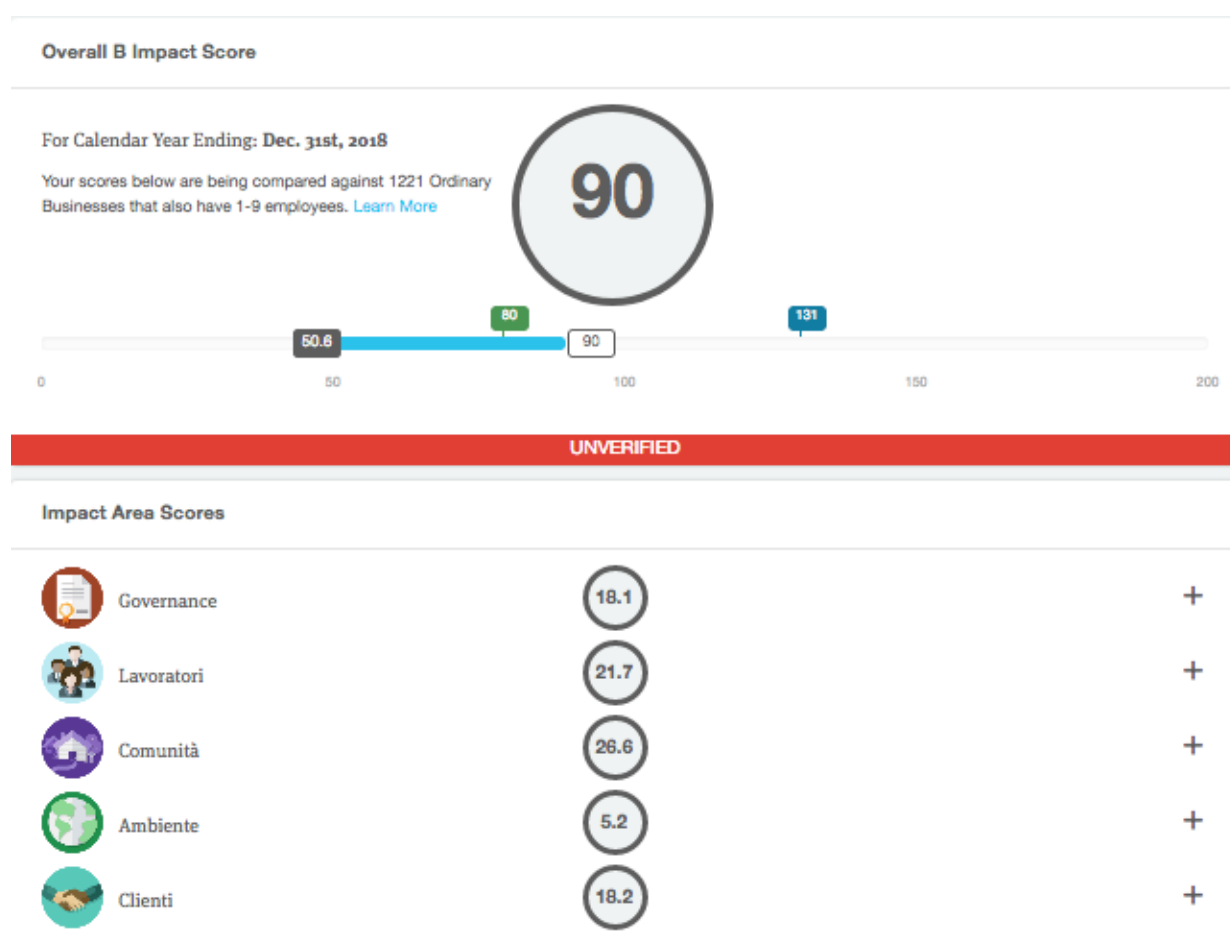 Overall B Impact Score
For Calendar Year Ending: Dec. 31st, 2018
Your scores below are being compared against 1221 Ordinary
Businesses that also have 1-9 employees. Learn More
90
80
131
50.6
90
0
50
100
150
200
UNVERIFIED
Impact Area Scores
Governance
18.1
+
Lavoratori
21.7
+
Comunità
26.6
+
Ambiente
5.2
+
Clienti
18.2
+